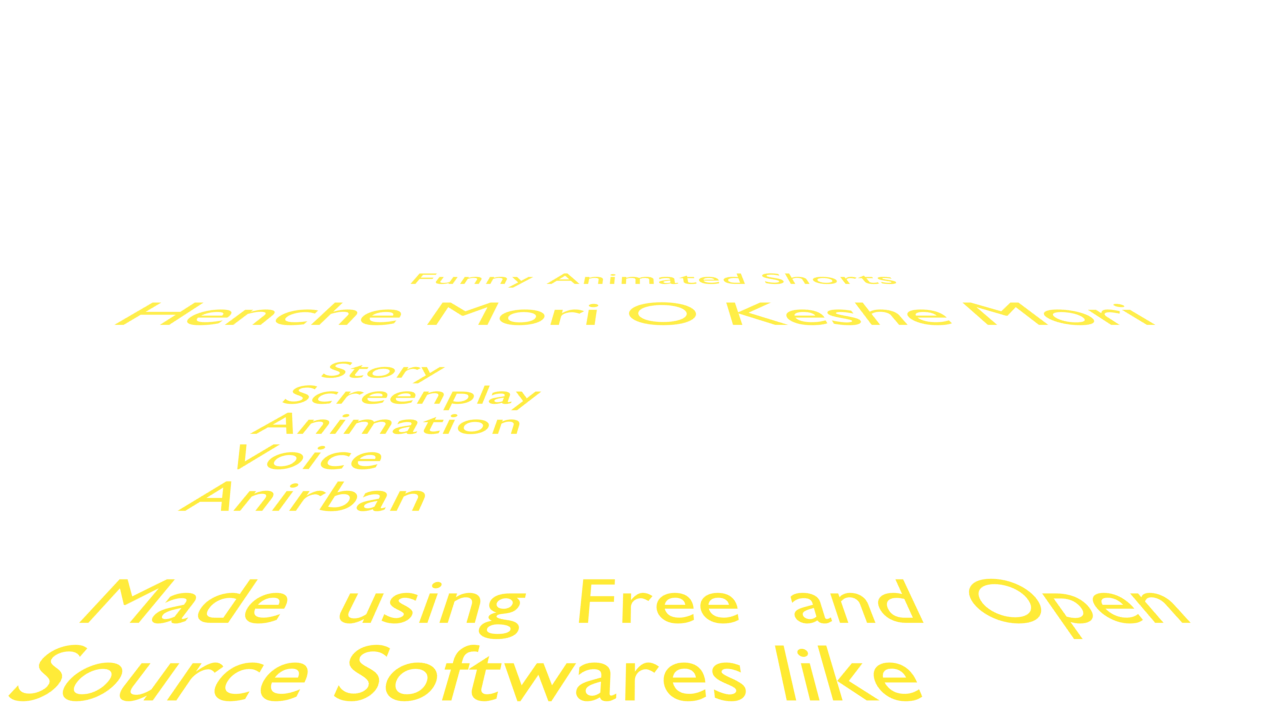 Funny Animated Shorts
Henche Mori O Keshe Mori
Story
Screenplay
Animation
Voice
Anirban
Made using Free and Open
Source Softwares like